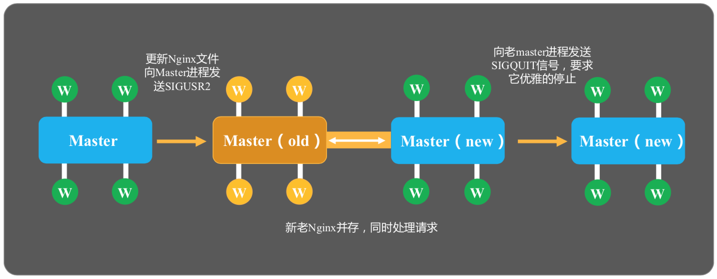 更新Nginx文件
向Master进程发
送SIGUSR2
向老master进程发送
SIGQUIT信号，要求
它优雅的停止
W W W W W W W W
Master Master（old） Master（new） Master（new）
W W W W W W W W
新老Nginx并存，同时处理请求